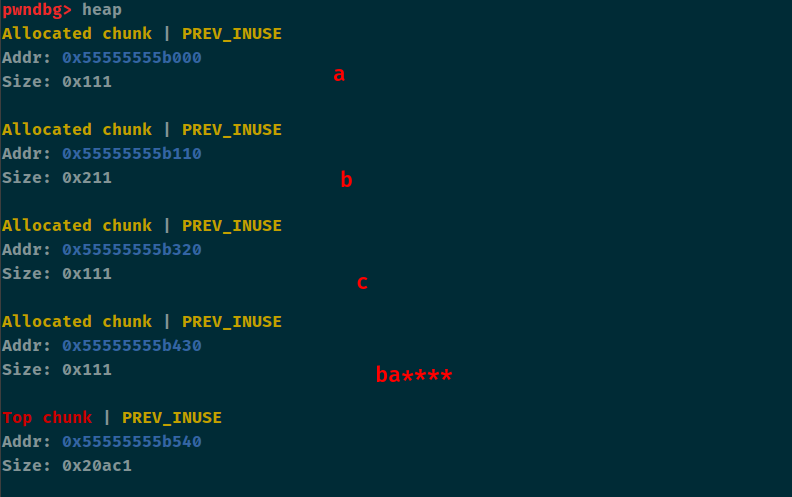 pwndbg> heap
Allocated chunk | PREV_INUSE
Addr: 0x55555555b000
Size: 0x111
a
Allocated chunk | PREV_INUSE
Addr: 0x55555555b110
Size: 0x211
b
Allocated chunk | PREV_INUSE
Addr: 0x55555555b320
Size: 0x111
c
Allocated chunk | PREV_INUSE
Addr: 0x55555555b430
Size: 0x111
ba****
Top chunk | PREV_INUSE
Addr: 0x55555555b540
Size: 0x20ac1